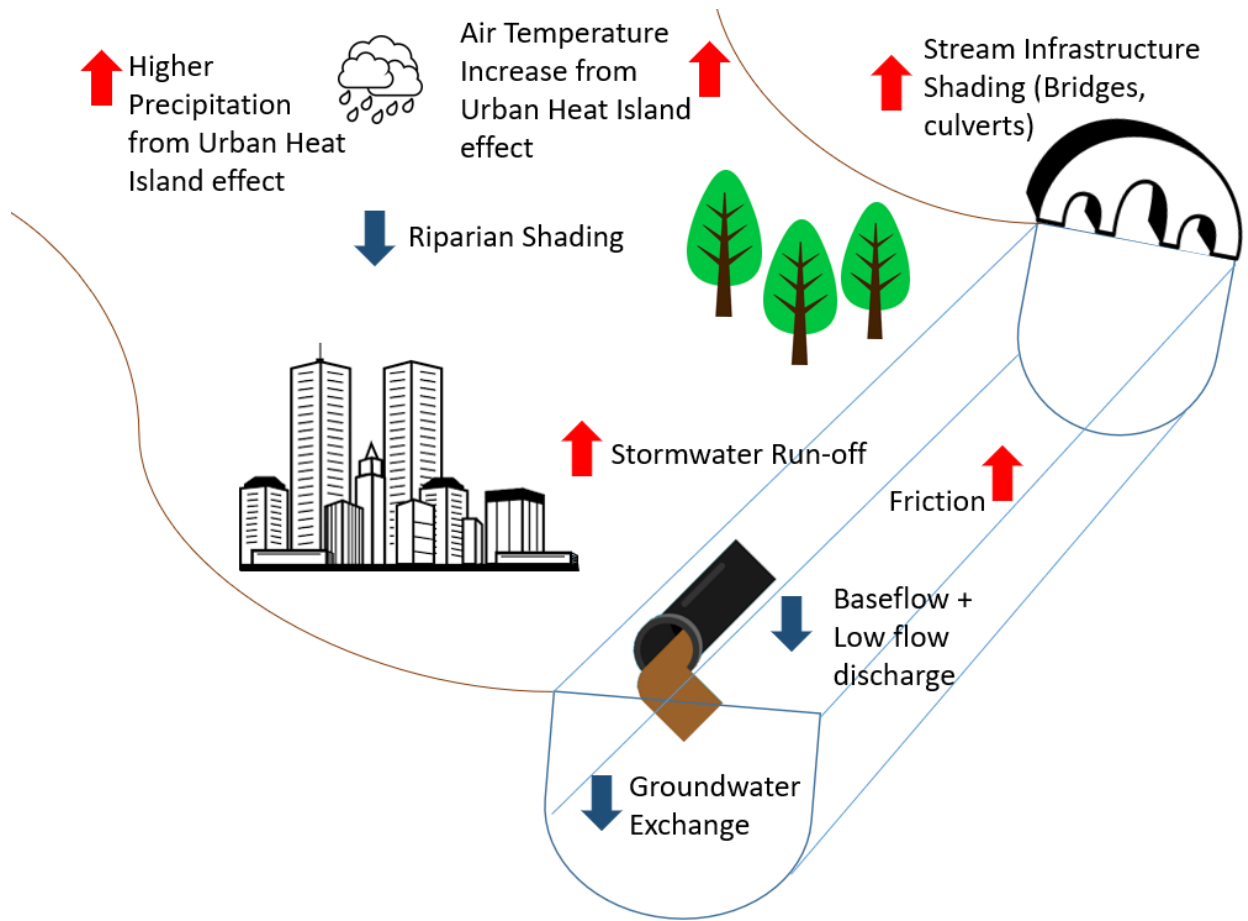 Higher
Precipitation
from Urban Heat
Island effect
Air Temperature
Increase from
Urban Heat Island
effect
Stream Infrastructure
Shading (Bridges,
culverts)
Riparian Shading
Stormwater Run-off
Friction
Baseflow +
Low flow
discharge
Groundwater
Exchange